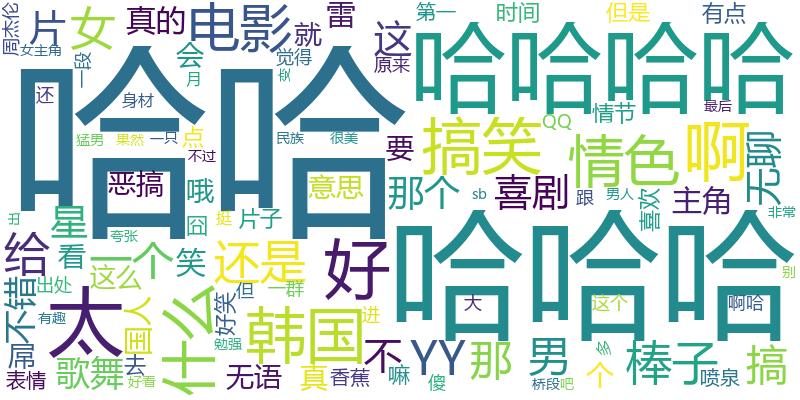 周杰伦
片
女
真的
电影
就
雷
这
第一
时间
但是
有点
女主角
一段
会
月
觉得
变
原来
哈哈哈哈
哈哈
还
身材
猛男
果然
一只
点
民族
很美
要
搞笑
QQ
情节
最后
情色
啊
无聊
不过
恶搞
哦
意思
那个
sb
喜剧
跟
男人
喜欢
主角
非常
星
囧
挺
片子
夸张
给
看
一个
笑
还是
好
哈哈哈
别
这么
出处
不错
屌
有趣
太
国人
什么
好笑
但
一群
勉强
韩国
进
大
这个
啊哈
表情
歌舞
好看
去
无语
真
香蕉
嘛
不
傻
YY
那
男
桥段
吧
个
多
棒子
喷泉
搞